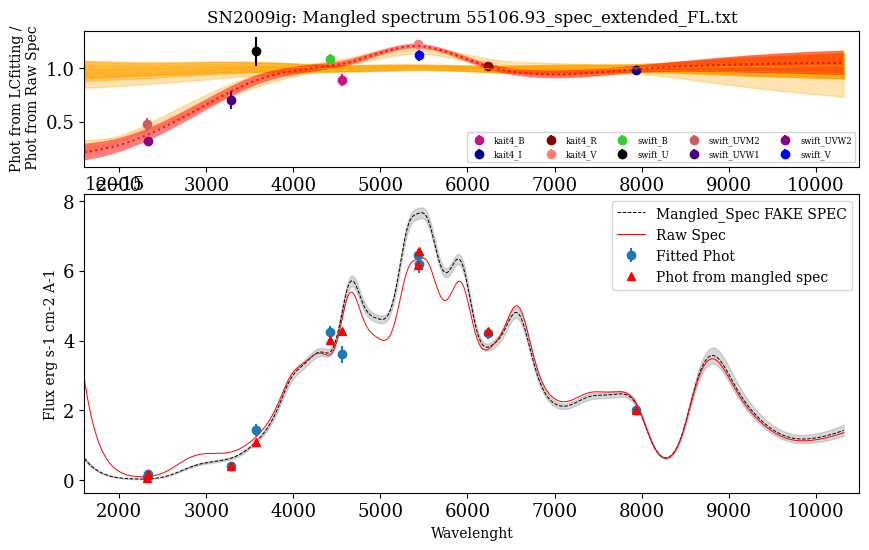 SN2009ig: Mangled spectrum 55106.93_spec_extended_FL.txt
Phot from LCfitting /
Phot from Raw Spec
1.0
0.5
kait4_B kait4_R swift_B swift_UVM2 swift_UVW2
kait4_I kait4_V swift_U swift_UVW1 swift_V
2000 3000 4000 5000 6000 7000 8000 9000 10000
1e−15
Flux erg s-1 cm-2 A-1
8
6
4
2
0
Mangled_Spec FAKE SPEC
Raw Spec
Fitted Phot
Phot from mangled spec
2000 3000 4000 5000 6000 7000 8000 9000 10000
Wavelenght